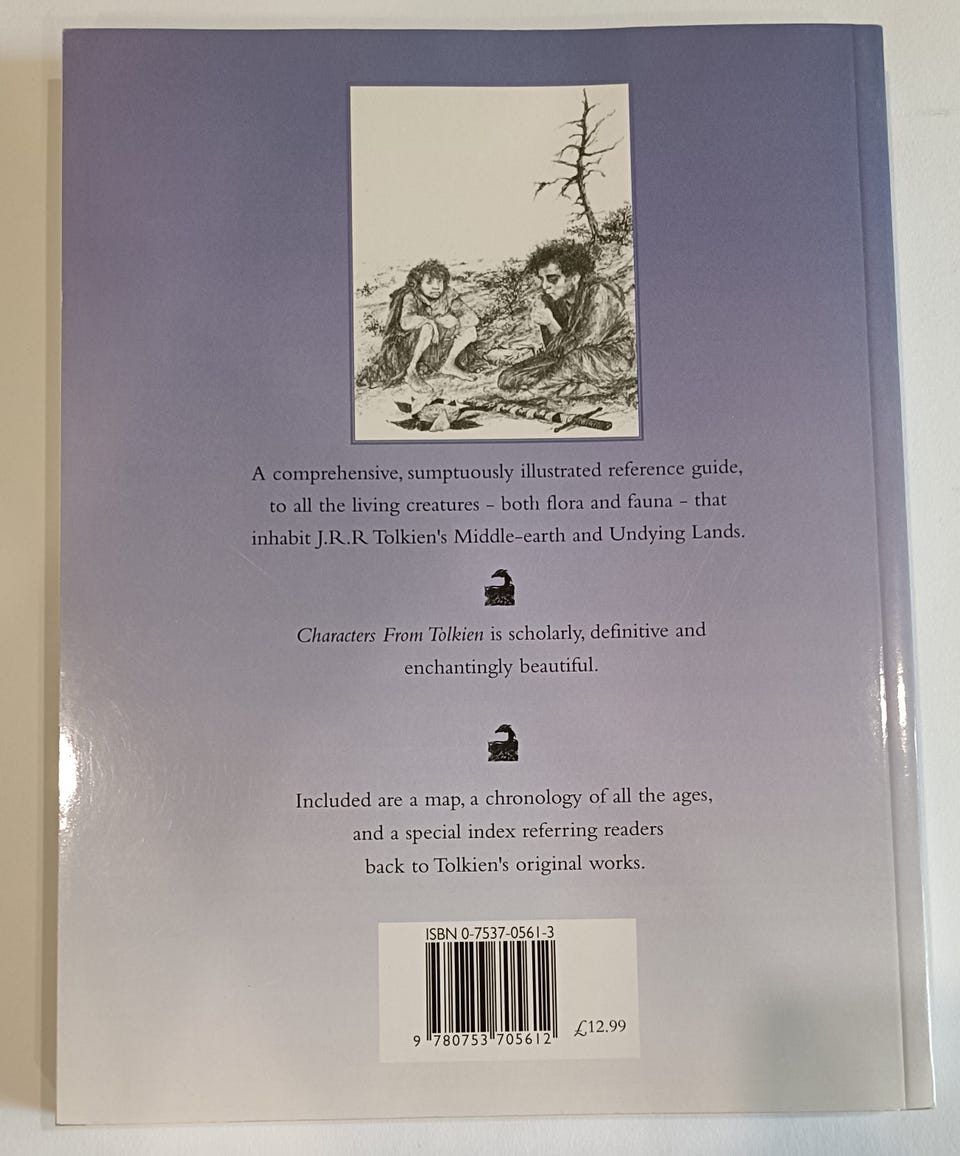 A comprehensive, sumptuously illustrated reference guide,
to all the living creatures – both flora and fauna – that
inhabit J.R.R Tolkien's Middle-earth and Undying Lands.
Characters From Tolkien is scholarly, definitive and
enchantingly beautiful.
Included are a map, a chronology of all the ages,
and a special index referring readers
back to Tolkien's original works.
ISBN 0-7537-0561-3
9 780753 705612
£12.99